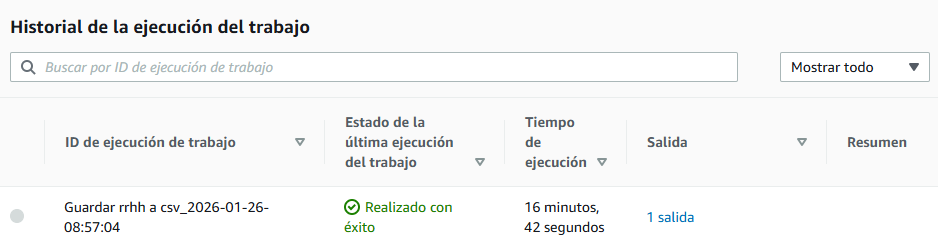 Historial de la ejecución del trabajo
Buscar por ID de ejecución de trabajo
Mostrar todo
ID de ejecución de trabajo
Estado de la
última ejecución
del trabajo
Tiempo
de
ejecución
Salida
Resumen
Guardar rrhh a csv_2026-01-26-
08:57:04
Realizado con
éxito
16 minutos,
42 segundos
1 salida